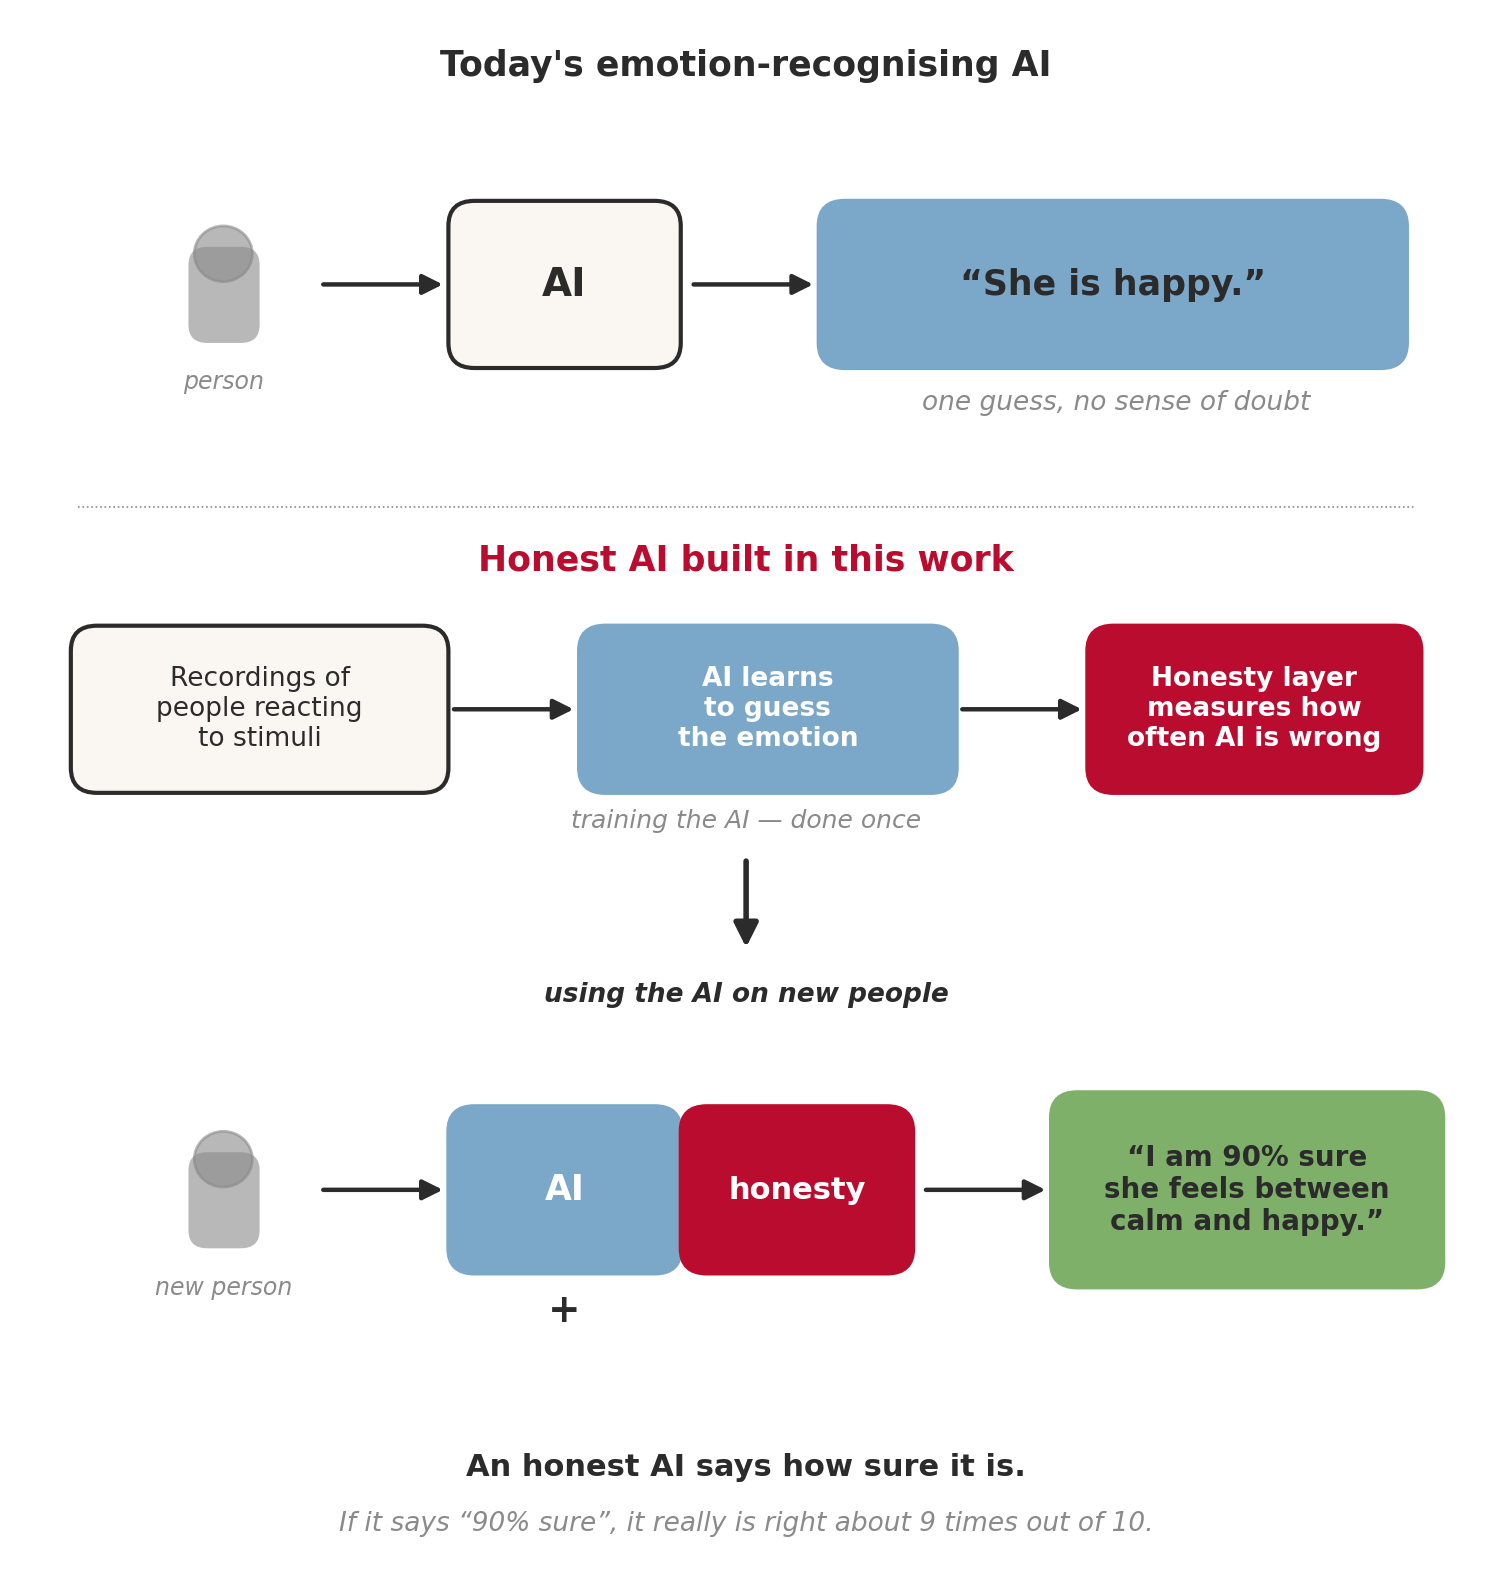 Today's emotion-recognising AI
AI
“She is happy.”
person
one guess, no sense of doubt
Honest AI built in this work
Recordings of
people reacting
to stimuli
AI learns
to guess
the emotion
Honesty layer
measures how
often AI is wrong
training the AI — done once
using the AI on new people
AI
honesty
“I am 90% sure
she feels between
calm and happy.”
new person
+
An honest AI says how sure it is.
If it says “90% sure”, it really is right about 9 times out of 10.